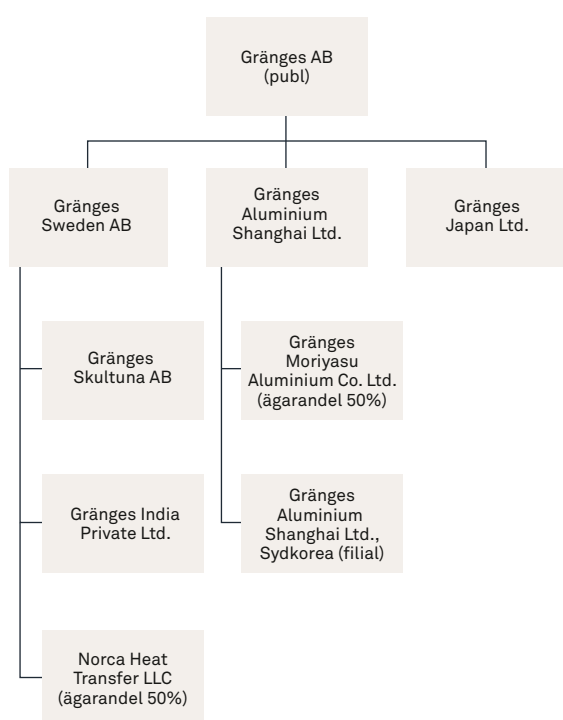 Gränges AB
(publ)
Gränges
Sweden AB
Gränges
Aluminium
Shanghai Ltd.
Gränges
Japan Ltd.
Gränges
Skultuna AB
Gränges
Moriyasu
Aluminium Co. Ltd.
(ägarandel 50%)
Gränges India
Private Ltd.
Gränges
Aluminium
Shanghai Ltd.,
Sydkorea (filial)
Norca Heat
Transfer LLC
(ägarandel 50%)